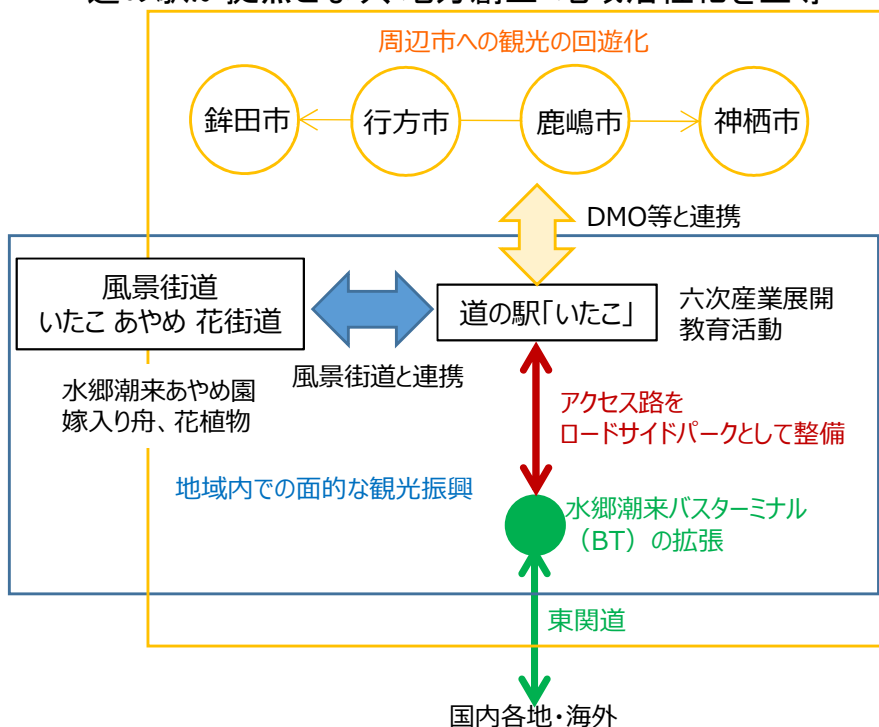 周辺市への観光の回遊化
鉾田市
行方市
鹿嶋市
神栖市
DMO等と連携
風景街道
いたこ あやめ 花街道
道の駅「いたこ」
六次産業展開
教育活動
風景街道と連携
水郷潮来あやめ園
嫁入り舟、花植物
アクセス路を
ロードサイドパークとして整備
地域内での面的な観光振興
水郷潮来バスターミナル
（BT）の拡張
東関道
国内各地・海外